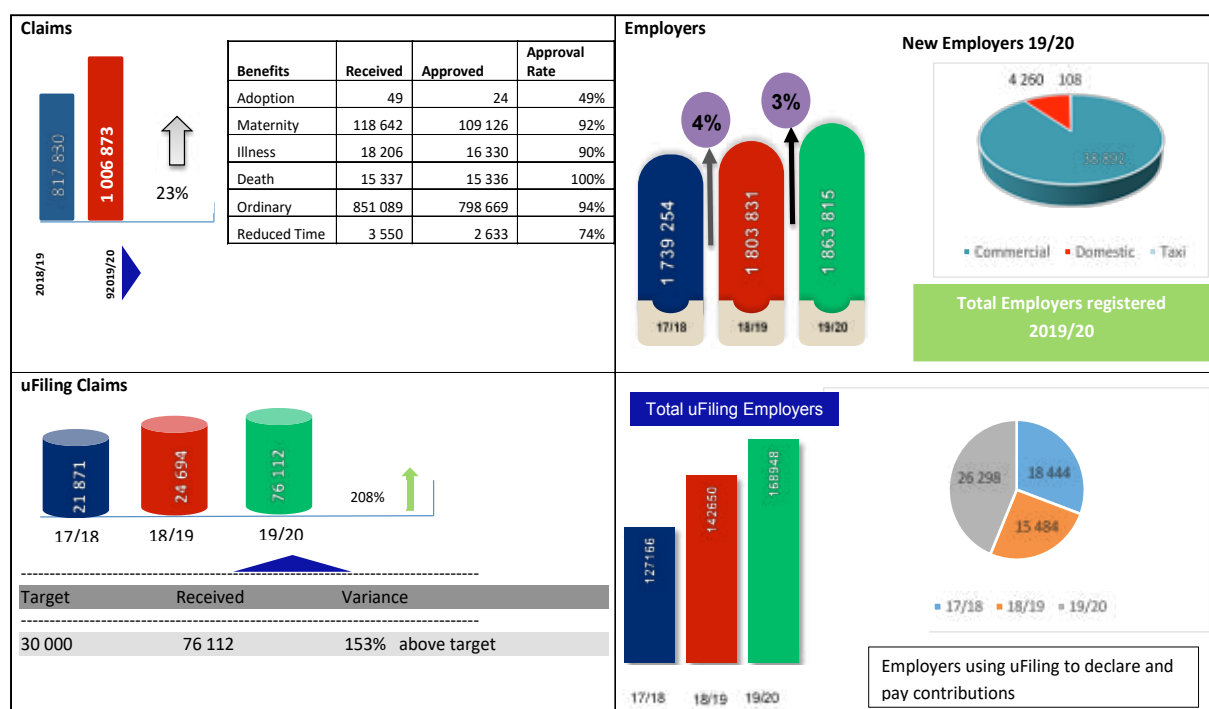 Claims
817 830
1 006 873
23%
2018/19
92019/20
Benefits Received Approved Approval Rate
Adoption 49 24 49%
Maternity 118 642 109 126 92%
Illness 18 206 16 330 90%
Death 15 337 15 336 100%
Ordinary 851 089 798 669 94%
Reduced Time 3 550 2 633 74%
Employers
4%
3%
1 739 254
1 803 831
1 863 815
17/18 18/19 19/20
New Employers 19/20
4 260 108
38 892
Commercial Domestic Taxi
Total Employers registered
2019/20
uFiling Claims
21 871
24 694
76 112
208%
17/18 18/19 19/20
Target Received Variance
30 000 76 112 153% above target
Total uFiling Employers
127166
142650
168948
17/18 18/19 19/20
26 298 18 444
15 484
17/18 18/19 19/20
Employers using uFiling to declare and
pay contributions